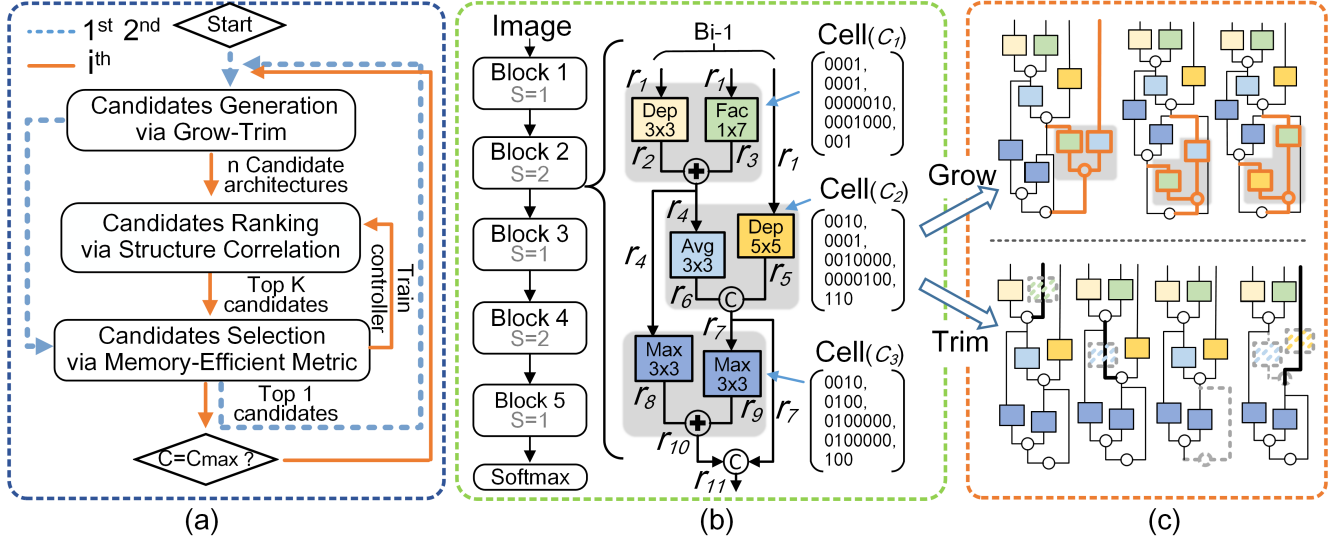 1st 2nd
ith
Start
Candidates Generation
via Grow-Trim
n Candidate
architectures
Candidates Ranking
via Structure Correlation
Top K
candidates
Train
controller
Candidates Selection
via Memory-Efficient Metric
Top 1
candidates
C=Cmax ?
(a)
Image
Block 1
S=1
Block 2
S=2
Block 3
S=1
Block 4
S=2
Block 5
S=1
Softmax
Bi-1
r1
r1
Dep
3x3
Fac
1x7
r2
r3
r1
r4
r4
Avg
3x3
Dep
5x5
r5
r6
C
r7
Max
3x3
Max
3x3
r8
r9
r7
r10
C
r11
Cell(C1)
0001,
0001,
0000010,
0001000,
001
Cell(C2)
0010,
0001,
0010000,
0000100,
110
Cell(C3)
0010,
0100,
0100000,
0100000,
100
(b)
Grow
Trim
(c)